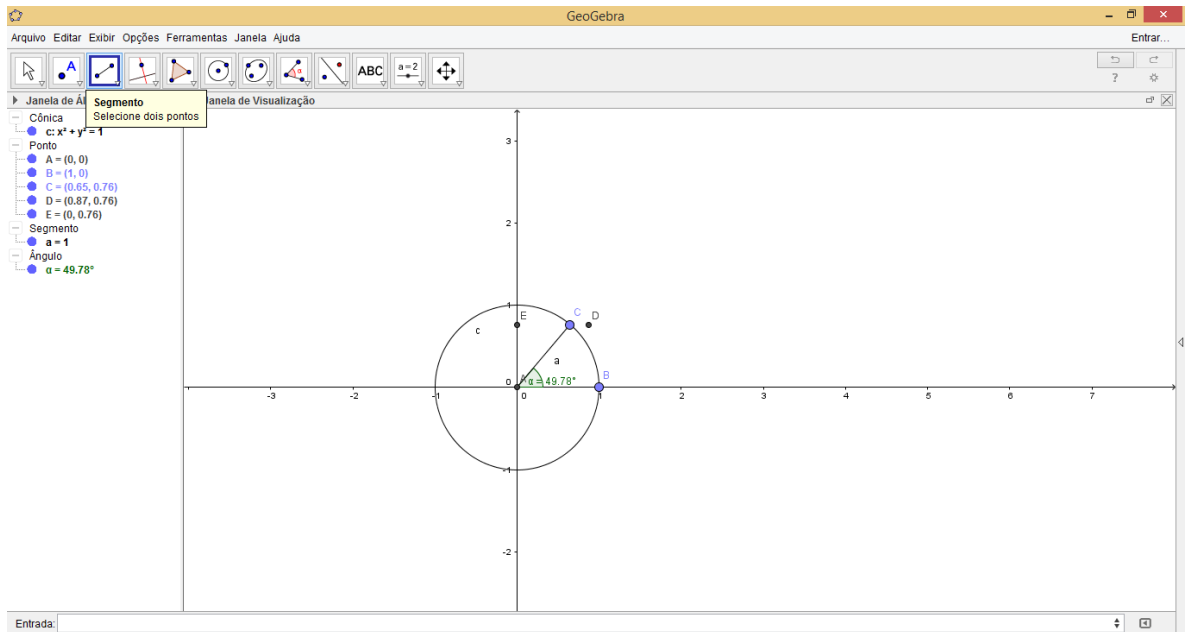 GeoGebra
Arquivo Editar Exibir Opções Ferramentas Janela Ajuda
Entrar...
A
α
ABC
a = 2
?
Janela de Ál
Janela de Visualização
Segmento
Selecione dois pontos
Cônica
c: x² + y² = 1
Ponto
A = (0, 0)
B = (1, 0)
C = (0.65, 0.76)
D = (0.87, 0.76)
E = (0, 0.76)
Segmento
a = 1
Ângulo
α = 49.78°
3
2
1
E
C
D
c
a
B
0
A
α = 49.78°
-3 -2 -1 0 1 2 3 4 5 6 7
-1
-2
Entrada: